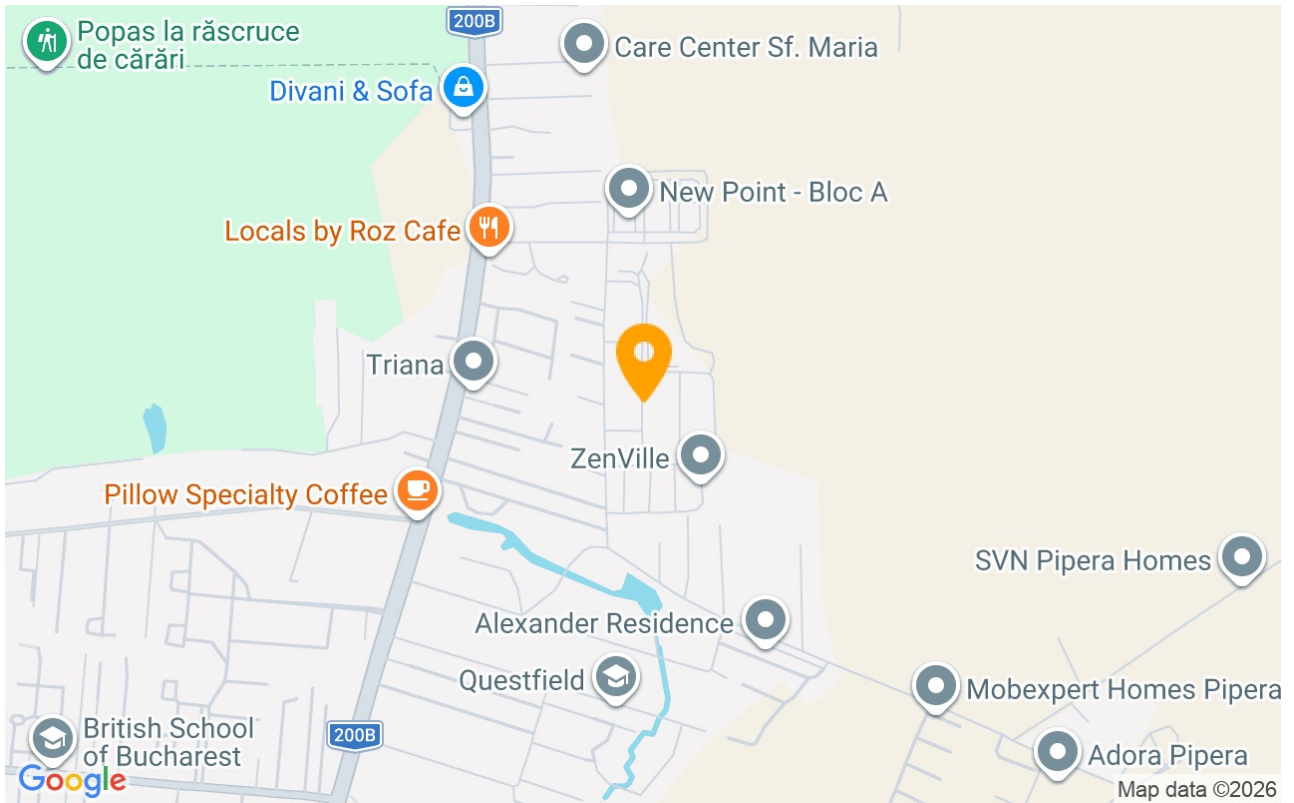 Popas la răscruce
de cărări
200B
Care Center Sf. Maria
Divani & Sofa
New Point - Bloc A
Locals by Roz Cafe
Triana
ZenVille
Pillow Specialty Coffee
SVN Pipera Homes
Alexander Residence
Questfield
Mobexpert Homes Pipera
British School
of Bucharest
200B
Adora Pipera
Google
Map data ©2026